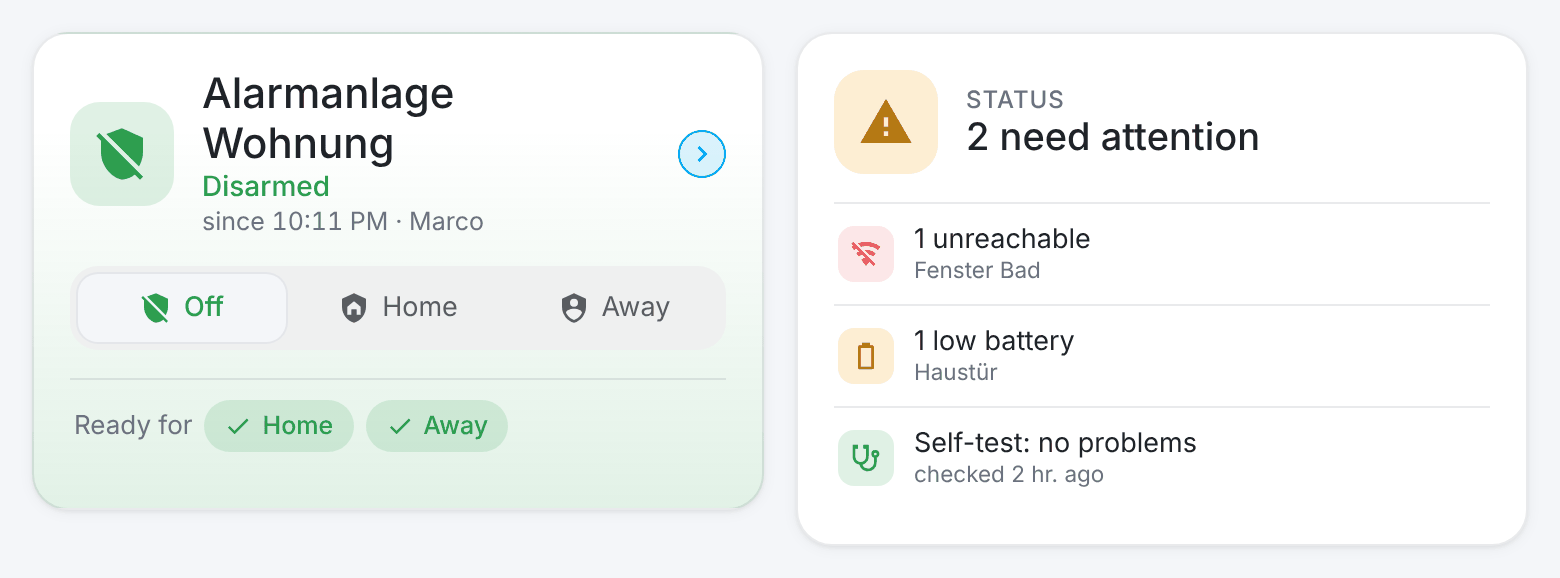 Alarmanlage
Wohnung
Disarmed
since 10:11 PM · Marco
Off
Home
Away
Ready for
Home
Away
STATUS
2 need attention
1 unreachable
Fenster Bad
1 low battery
Haustür
Self-test: no problems
checked 2 hr. ago